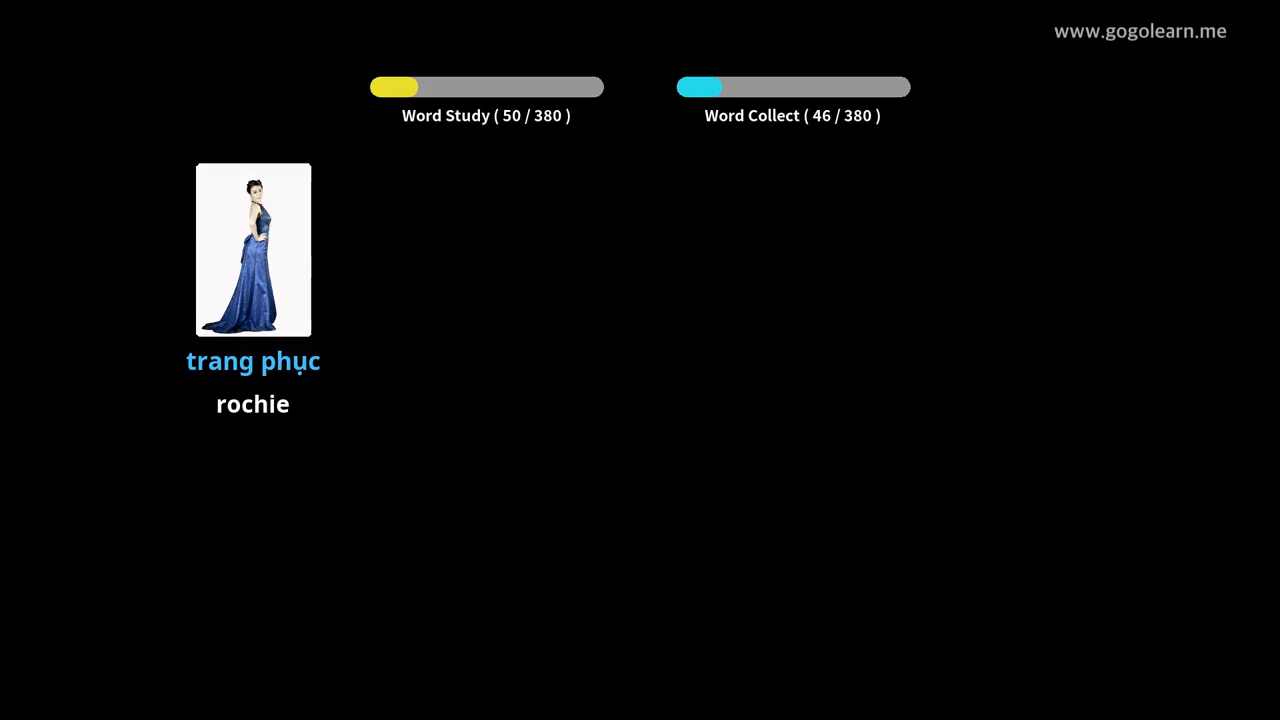 www.gogolearn.me
Word Study ( 50 / 380 )
Word Collect ( 46 / 380 )
trang phục
rochie